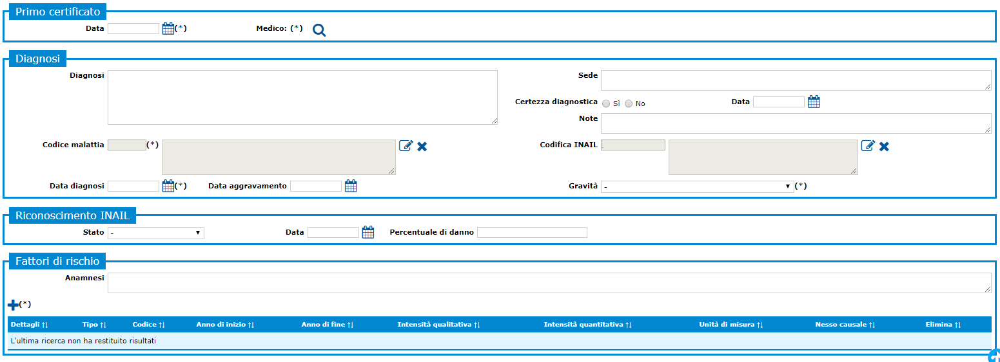 Primo certificato
Data (*) Medico: (*)
Diagnosi
Diagnosi Sede
Certezza diagnostica Sì No Data
Note
Codice malattia (*) Codifica INAIL
Data diagnosi (*) Data aggravamento Gravità - (*)
Riconoscimento INAIL
Stato - Data Percentuale di danno
Fattori di rischio
Anamnesi
(*)
Dettagli Tipo Codice Anno di inizio Anno di fine Intensità qualitativa Intensità quantitativa Unità di misura Nesso causale Elimina
L'ultima ricerca non ha restituito risultati